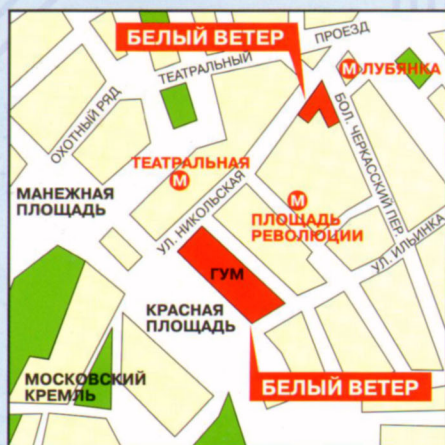 БЕЛЫЙ ВЕТЕР
ТЕАТРАЛЬНЫЙ ПРОЕЗД
М ЛУБЯНКА
ОХОТНЫЙ РЯД
БОЛ. ЧЕРКАССКИЙ ПЕР.
ТЕАТРАЛЬНАЯ
М
МАНЕЖНАЯ
ПЛОЩАДЬ
УЛ. НИКОЛЬСКАЯ
М
ПЛОЩАДЬ
РЕВОЛЮЦИИ
УЛ. ИЛЬИНКА
ГУМ
КРАСНАЯ
ПЛОЩАДЬ
МОСКОВСКИЙ
КРЕМЛЬ
БЕЛЫЙ ВЕТЕР